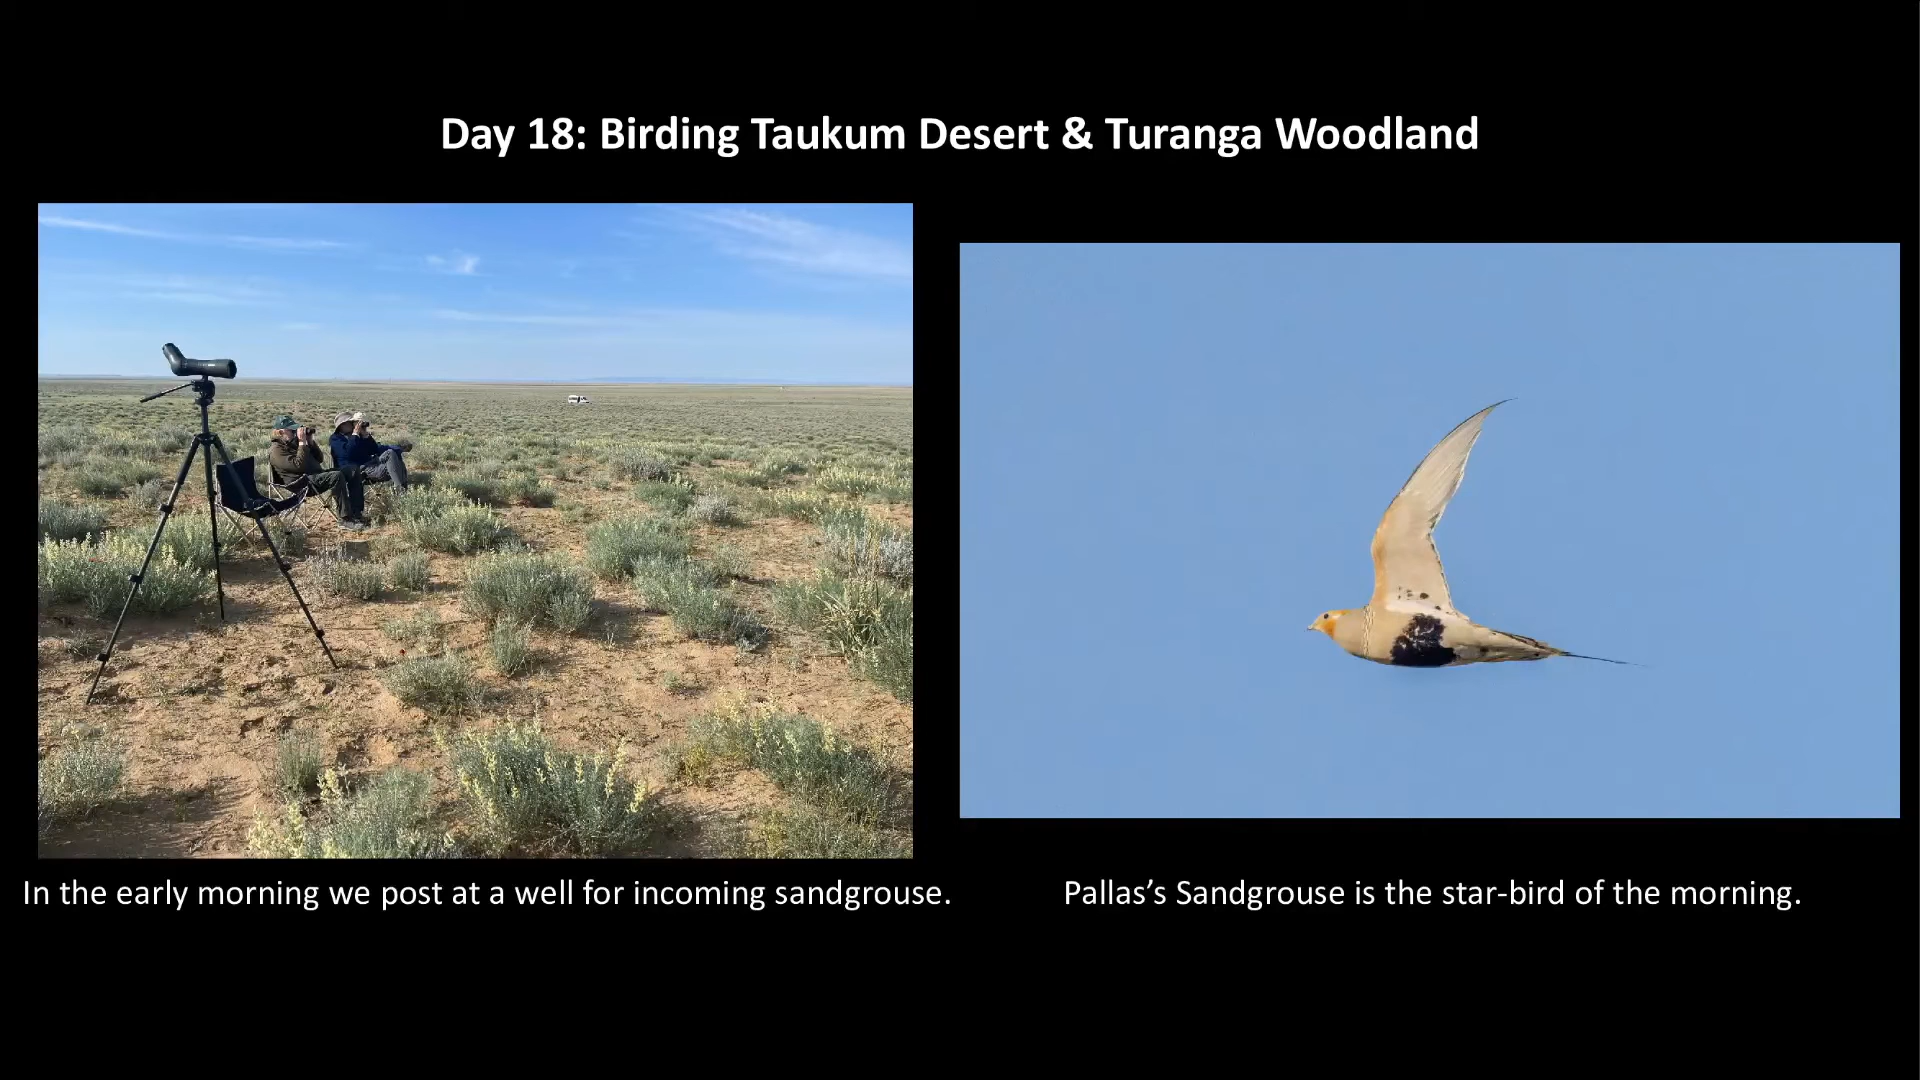 Day 18: Birding Taukum Desert & Turanga Woodland
In the early morning we post at a well for incoming sandgrouse.
Pallas’s Sandgrouse is the star-bird of the morning.